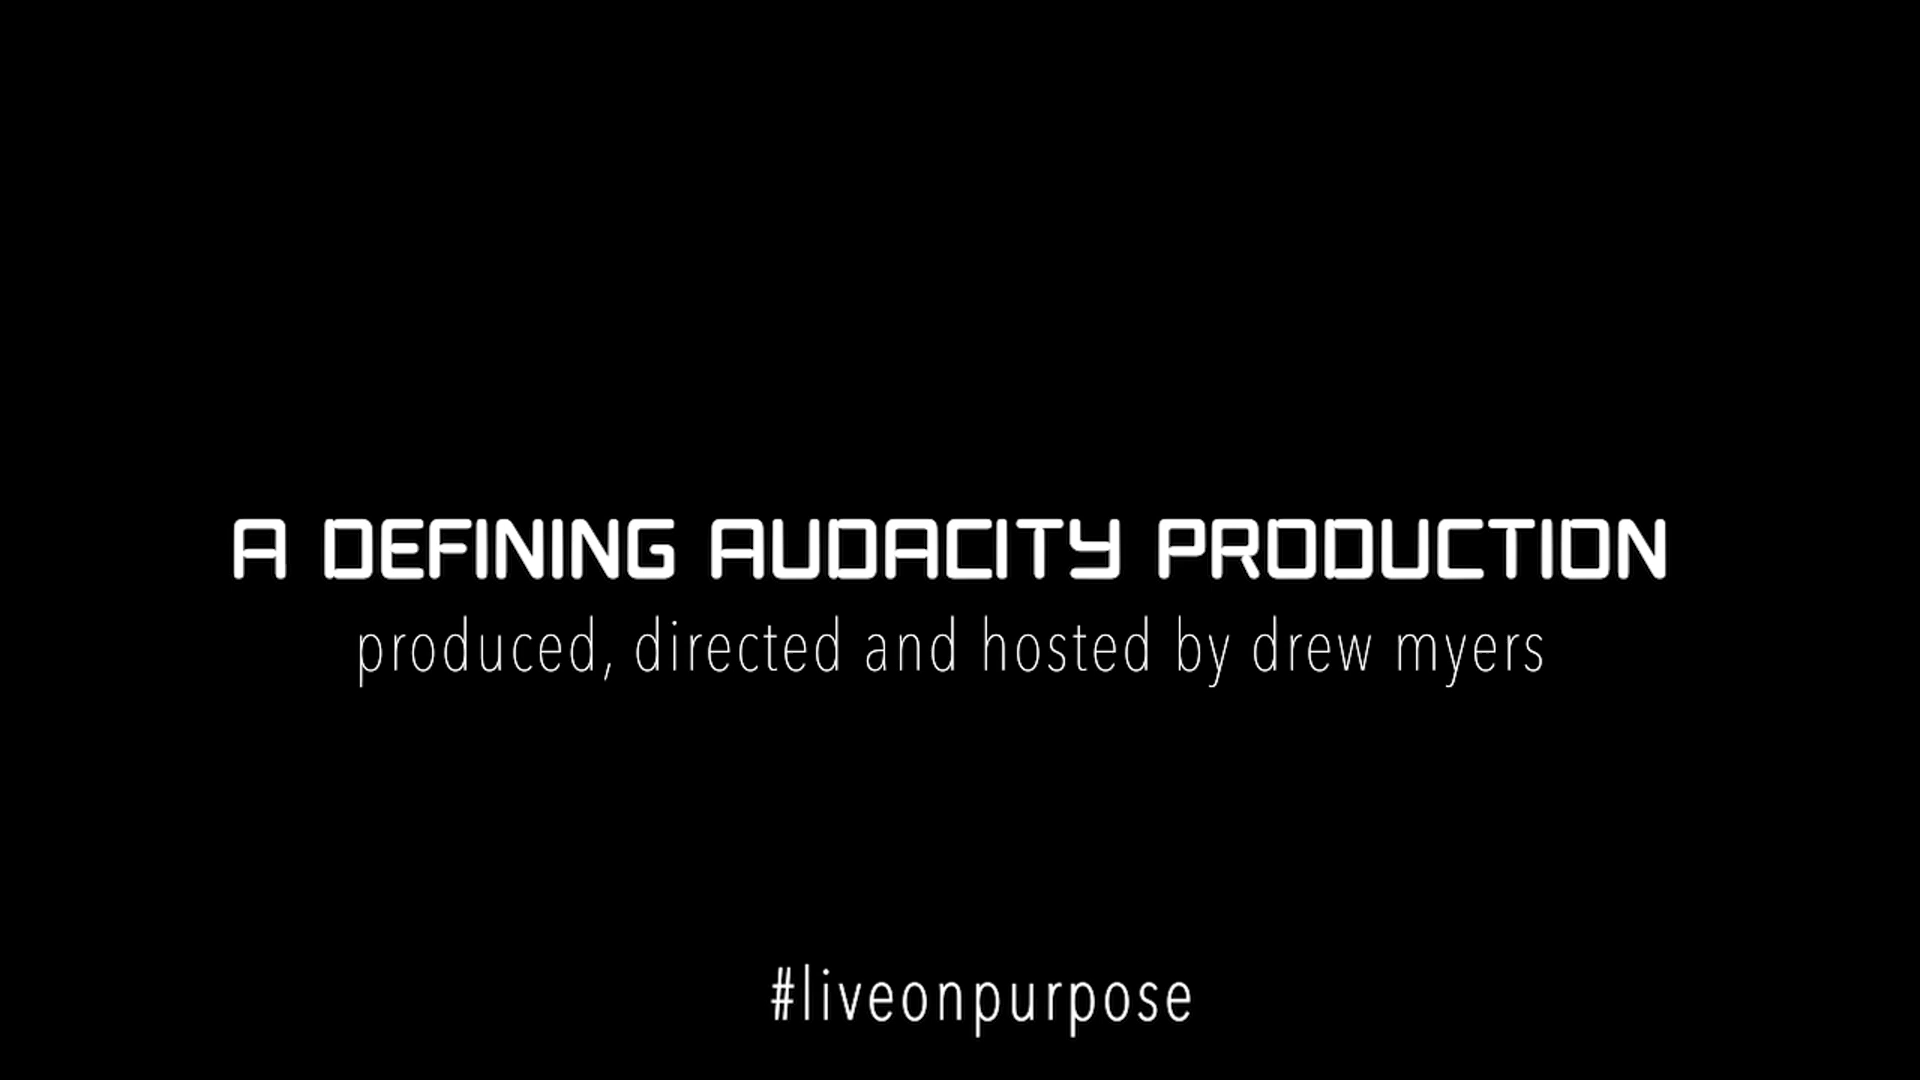 A DEFINING AUDACITY PRODUCTION
produced, directed and hosted by drew myers
#liveonpurpose